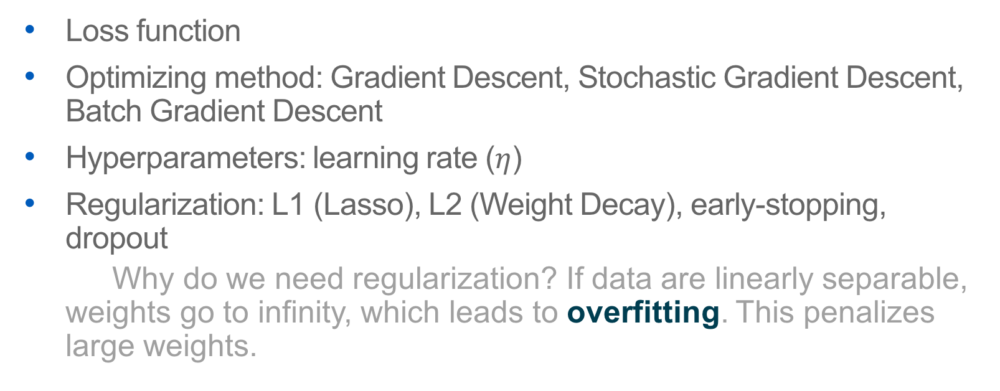 • Loss function
• Optimizing method: Gradient Descent, Stochastic Gradient Descent,
Batch Gradient Descent
• Hyperparameters: learning rate (η)
• Regularization: L1 (Lasso), L2 (Weight Decay), early-stopping,
dropout
Why do we need regularization? If data are linearly separable,
weights go to infinity, which leads to overfitting. This penalizes
large weights.